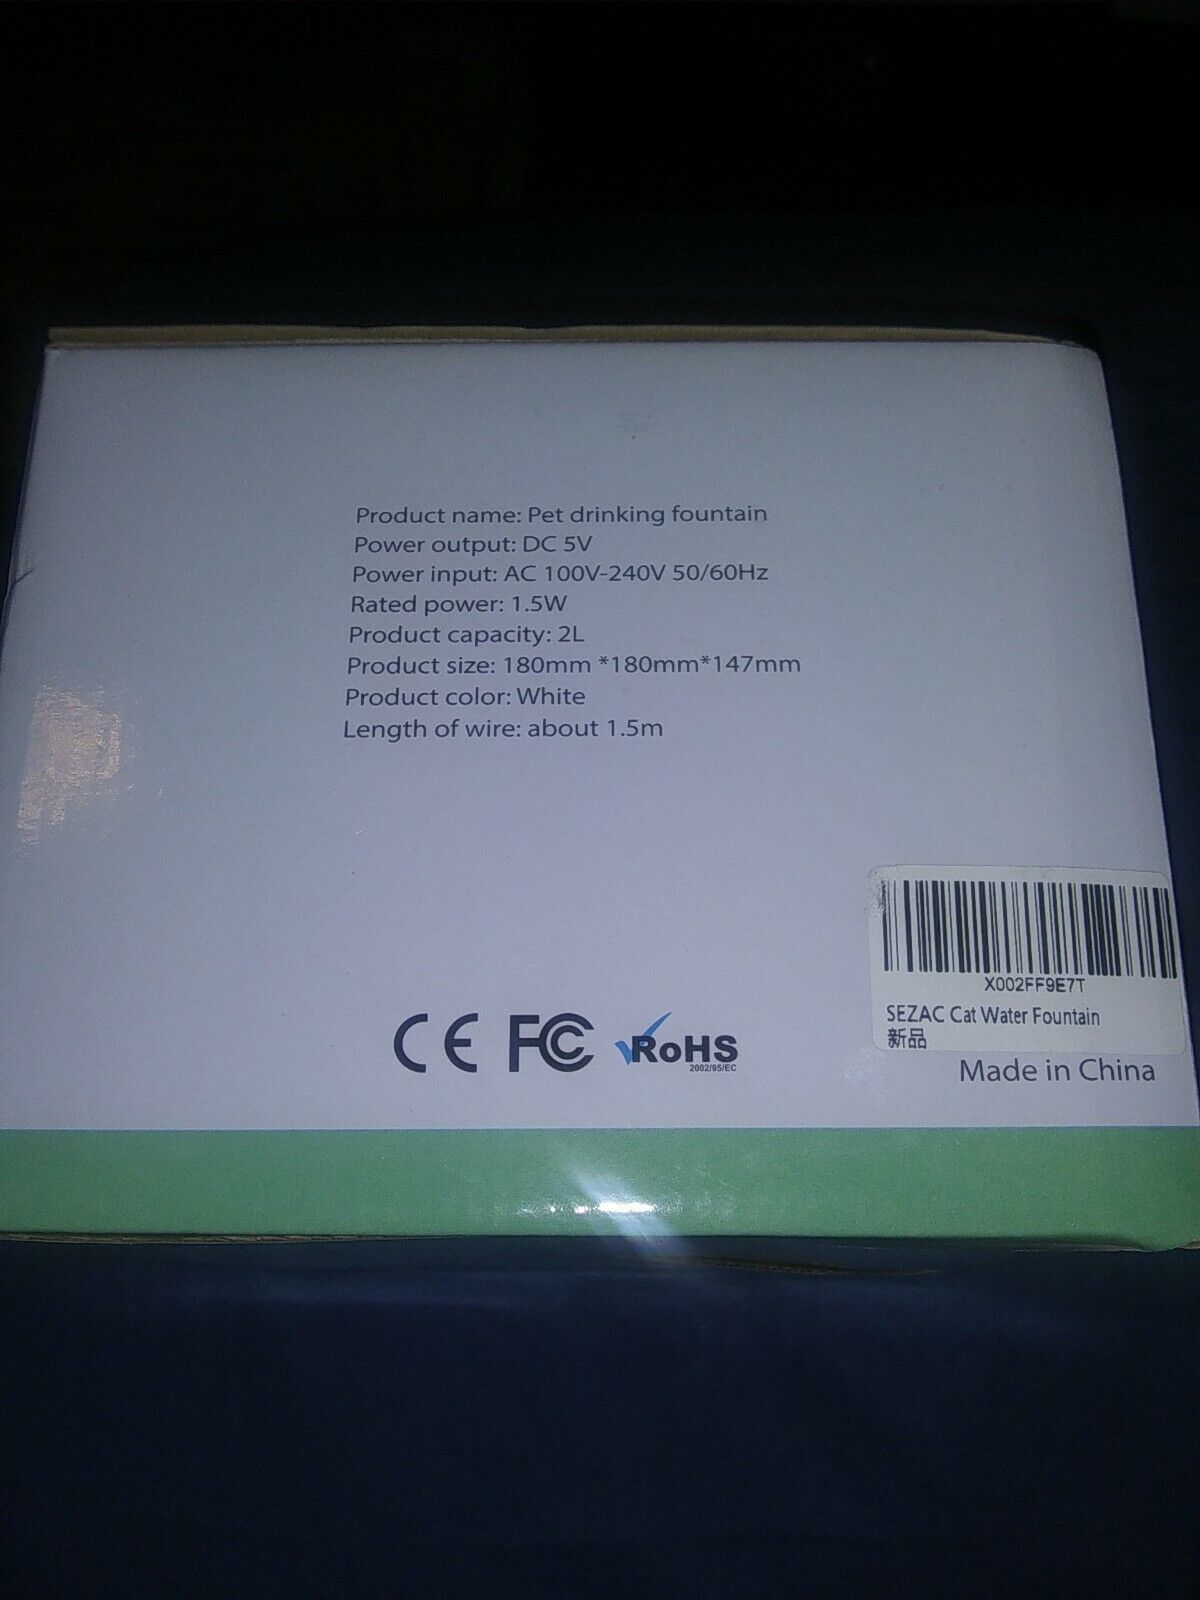 Product name: Pet drinking fountain
Power output: DC 5V
Power input: AC 100V-240V 50/60Hz
Rated power: 1.5W
Product capacity: 2L
Product size: 180mm *180mm*147mm
Product color: White
Length of wire: about 1.5m
X002FF9E7T
SEZAC Cat Water Fountain
新品
CE FC RoHS
2002/95/EC
Made in China